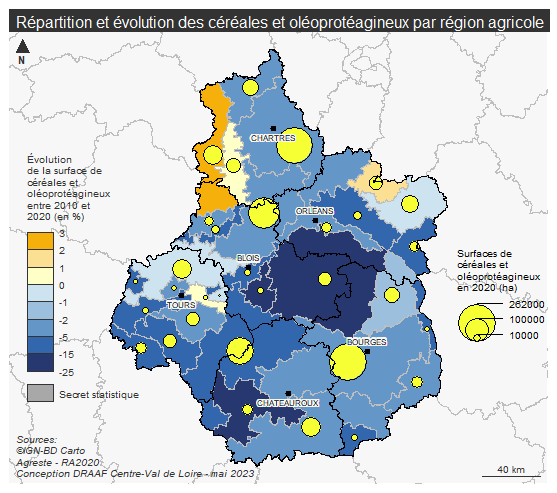 Répartition et évolution des céréales et oléoprotéagineux par région agricole
N
CHARTRES
Évolution
de la surface de
céréales et
oléoprotéagineux
entre 2010 et
2020 (en %)
3
2
1
0
-1
-2
-5
-15
-25
Secret statistique
ORLEANS
BLOIS
TOURS
BOURGES
CHATEAUROUX
Surfaces de
céréales et
oléoprotéagineux
en 2020 (ha)
262000
100000
10000
Sources:
©IGN-BD Carto
Agreste - RA2020
Conception DRAAF Centre-Val de Loire - mai 2023
40 km